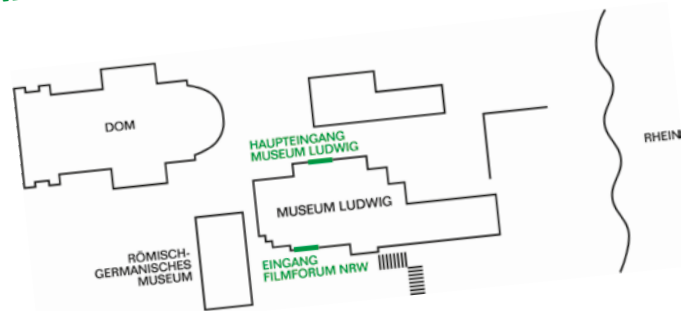 DOM
HAUPTEINGANG
MUSEUM LUDWIG
RHEIN
MUSEUM LUDWIG
RÖMISCH-
GERMANISCHES
MUSEUM
EINGANG
FILMFORUM NRW